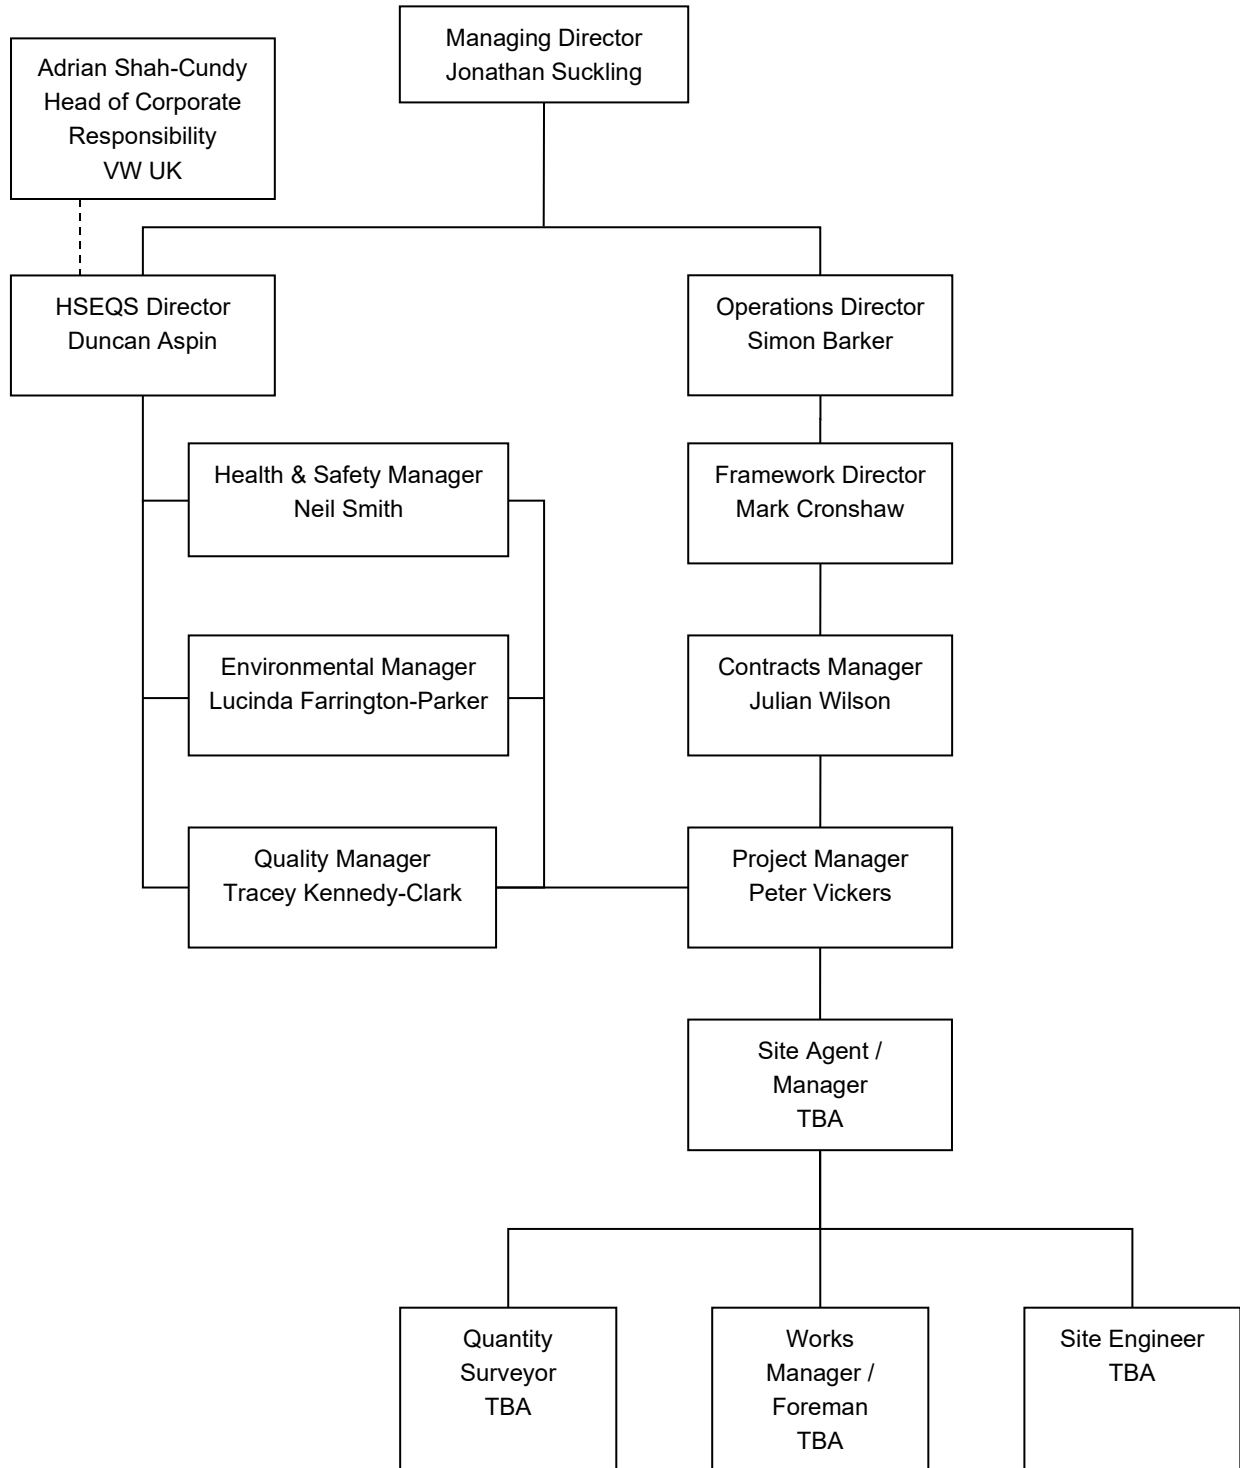 Managing Director
Jonathan Suckling
Adrian Shah-Cundy
Head of Corporate
Responsibility
VW UK
HSEQS Director
Duncan Aspin
Operations Director
Simon Barker
Health & Safety Manager
Neil Smith
Framework Director
Mark Cronshaw
Environmental Manager
Lucinda Farrington-Parker
Contracts Manager
Julian Wilson
Quality Manager
Tracey Kennedy-Clark
Project Manager
Peter Vickers
Site Agent /
Manager
TBA
Quantity
Surveyor
TBA
Works
Manager /
Foreman
TBA
Site Engineer
TBA